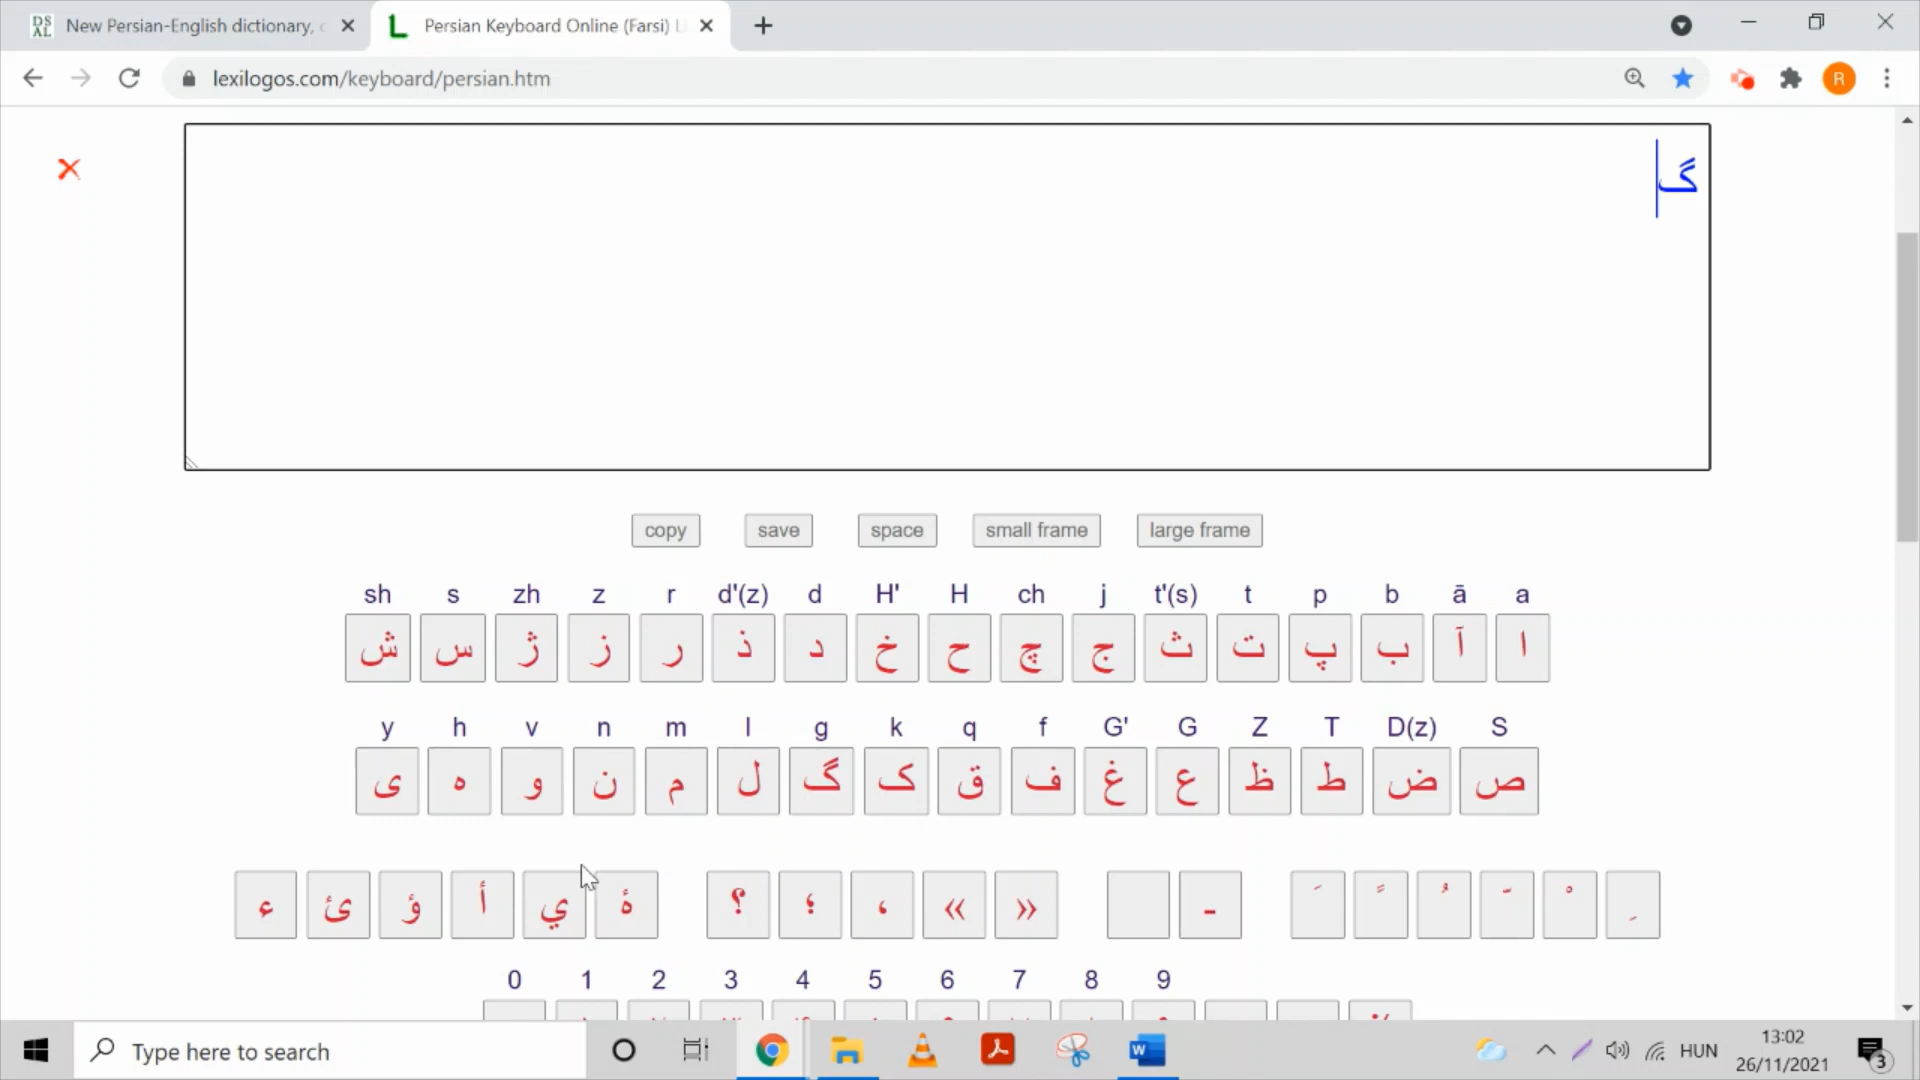 New Persian-English dictionary,
Persian Keyboard Online (Farsi) L
lexilogos.com/keyboard/persian.htm
R
گ
copy save space small frame large frame
sh s zh z r d'(z) d H' H ch j t'(s) t p b ā a
ش س ژ ز ر ذ د خ ح چ ج ث ت پ ب آ ا
y h v n m l g k q f G' G Z T D(z) S
ی ه و ن م ل گ ک ق ف غ ع ظ ط ض ص
ء ئ ؤ أ ي ۀ ؟ ؛ ، « » - َ ً ُ ّ ْ ِ
0 1 2 3 4 5 6 7 8 9
Type here to search
HUN
13:02
26/11/2021
3